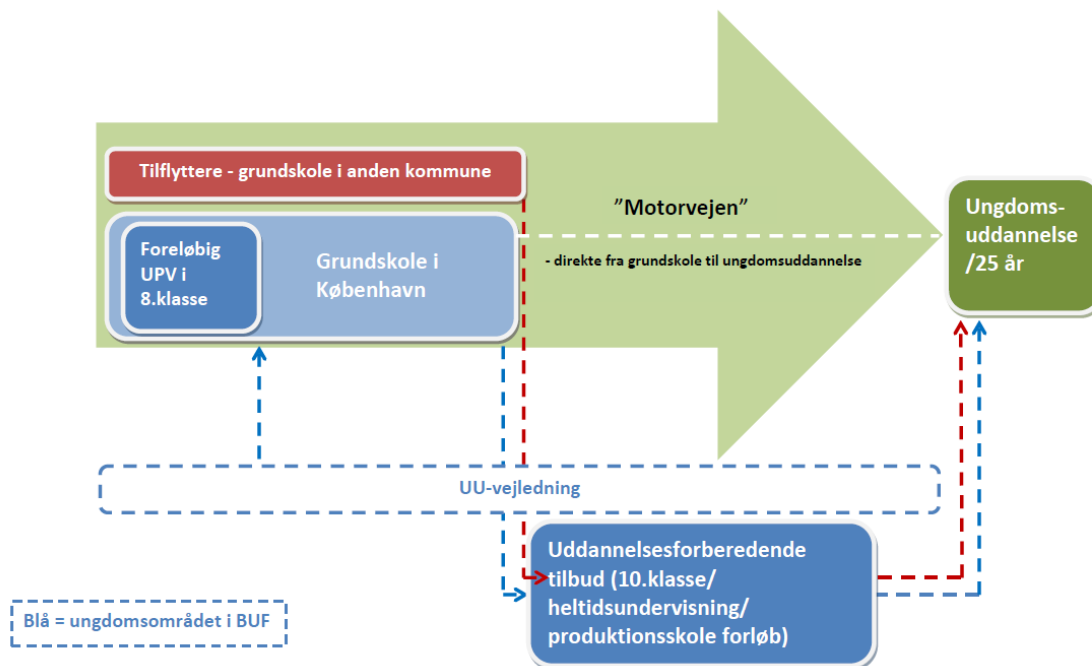 Tilflyttere - grundskole i anden kommune
Foreløbig
UPV i
8.klasse
Grundskole i
København
”Motorvejen”
- direkte fra grundskole til ungdomsuddannelse
Ungdoms-
uddannelse
/25 år
UU-vejledning
Uddannelsesforberedende
tilbud (10.klasse/
heltidsundervisning/
produktionsskole forløb)
Blå = ungdomsområdet i BUF